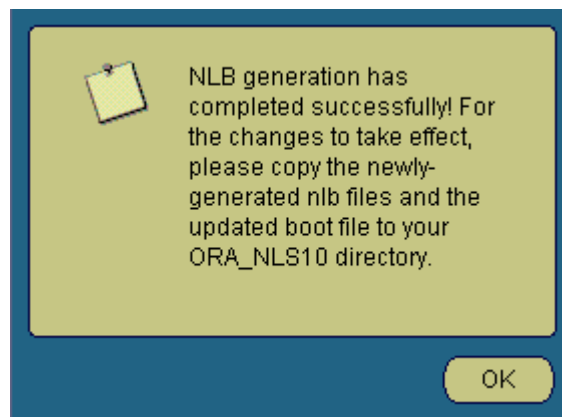 NLB generation has
completed successfully! For
the changes to take effect,
please copy the newly-
generated nlb files and the
updated boot file to your
ORA_NLS10 directory.
OK